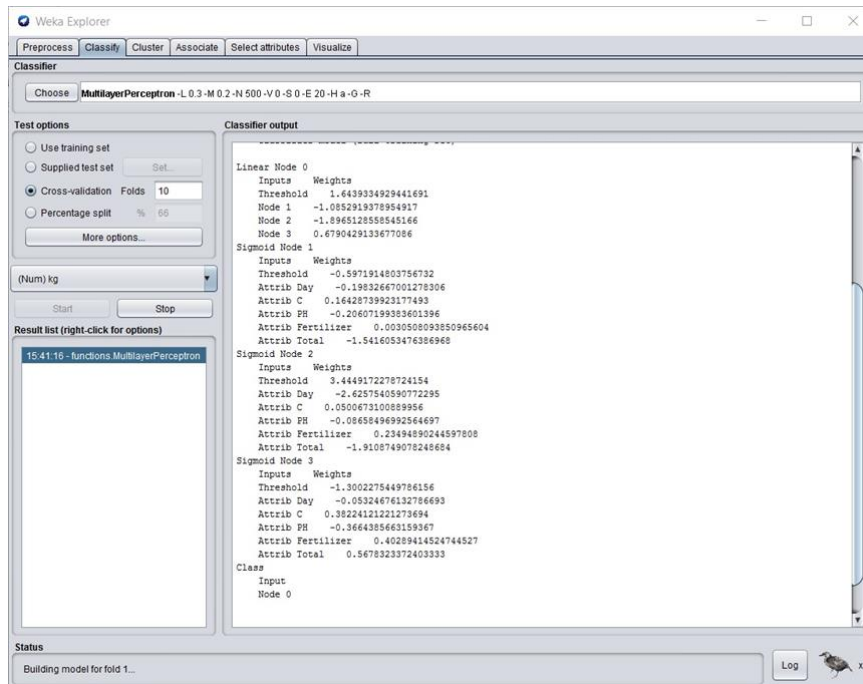 Weka Explorer
Preprocess Classify Cluster Associate Select attributes Visualize
Classifier
Choose MultilayerPerceptron -L 0.3 -M 0.2 -N 500 -V 0 -S 0 -E 20 -H a -G -R
Test options
Use training set
Supplied test set Set...
Cross-validation Folds 10
Percentage split % 66
More options...
(Num) kg
Start Stop
Result list (right-click for options)
15:41:16 - functions.MultilayerPerceptron
Classifier output
Linear Node 0
Inputs Weights
Threshold 1.6439334929441691
Node 1 -1.0852919378954917
Node 2 -1.8965128558545166
Node 3 0.6790429133677086
Sigmoid Node 1
Inputs Weights
Threshold -0.5971914803756732
Attrib Day -0.19832667001278306
Attrib C 0.16428739923177493
Attrib PH -0.20607199383601396
Attrib Fertilizer 0.0030508093850965604
Attrib Total -1.5416053476386968
Sigmoid Node 2
Inputs Weights
Threshold 3.4449172278724154
Attrib Day -2.6257540590772295
Attrib C 0.0500673100889956
Attrib PH -0.08658496992564697
Attrib Fertilizer 0.23494890244597808
Attrib Total -1.9108749078248684
Sigmoid Node 3
Inputs Weights
Threshold -1.3002275449786156
Attrib Day -0.05324676132786693
Attrib C 0.38224121221273694
Attrib PH -0.3664385663159367
Attrib Fertilizer 0.40289414524744527
Attrib Total 0.5678323372403333
Class
Input
Node 0
Status
Building model for fold 1...
Log
x